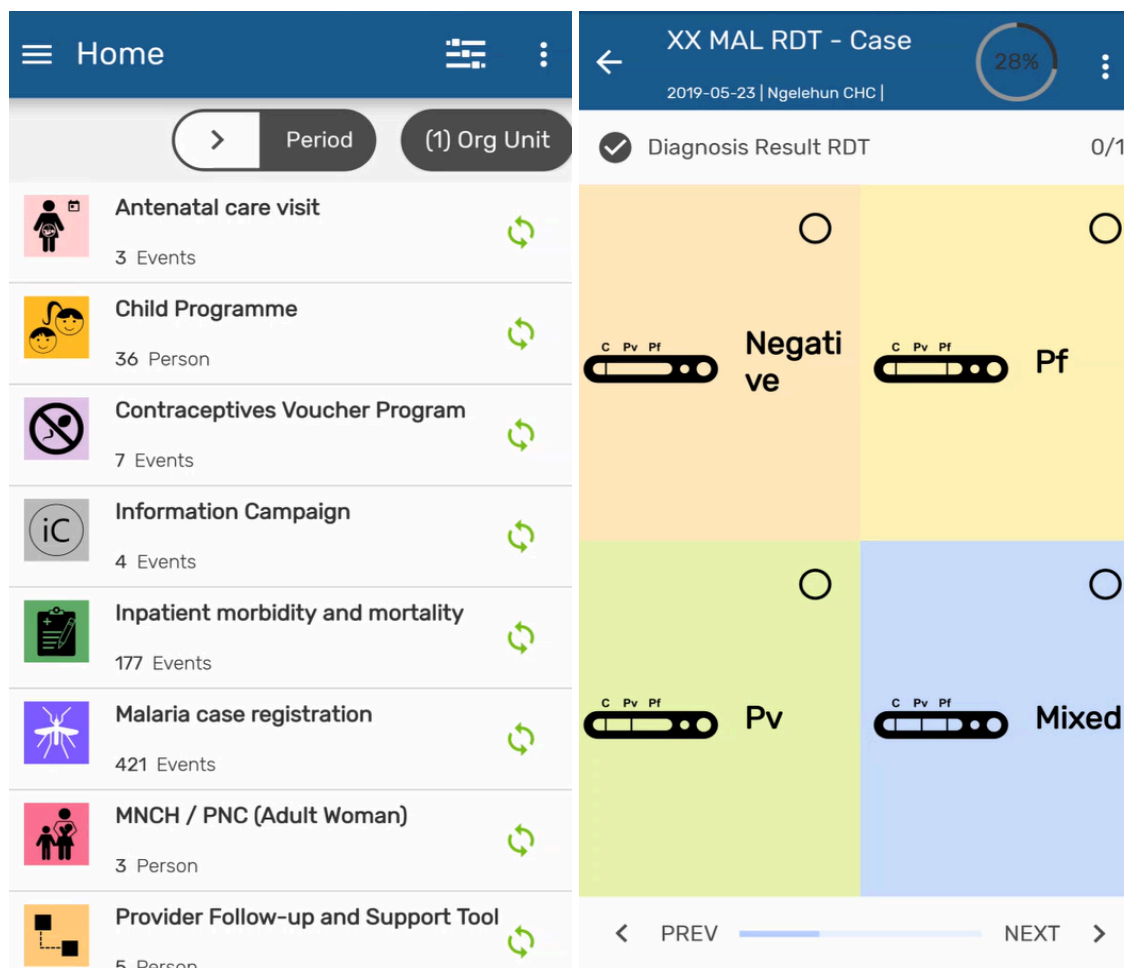 Home
Period
(1) Org Unit
Antenatal care visit
3 Events
Child Programme
36 Person
Contraceptives Voucher Program
7 Events
iC
Information Campaign
4 Events
Inpatient morbidity and mortality
177 Events
Malaria case registration
421 Events
MNCH / PNC (Adult Woman)
3 Person
Provider Follow-up and Support Tool
5 Person
XX MAL RDT - Case
28%
2019-05-23 | Ngelehun CHC |
Diagnosis Result RDT
0/1
C Pv Pf
Negati
ve
C Pv Pf
Pf
C Pv Pf
Pv
C Pv Pf
Mixed
PREV
NEXT